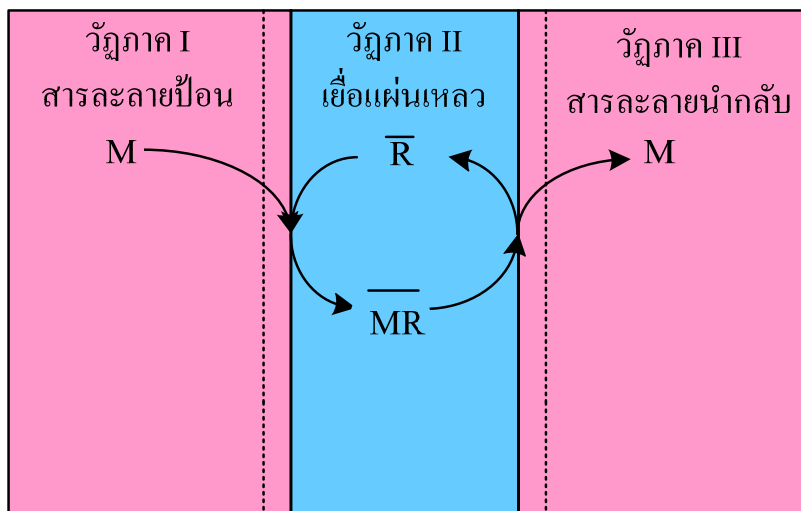 วัฏภาค I
สารละลายป้อน
วัฏภาค II
เยื่อแผ่นเหลว
วัฏภาค III
สารละลายนำกลับ
M
R̅
M
M̅R̅